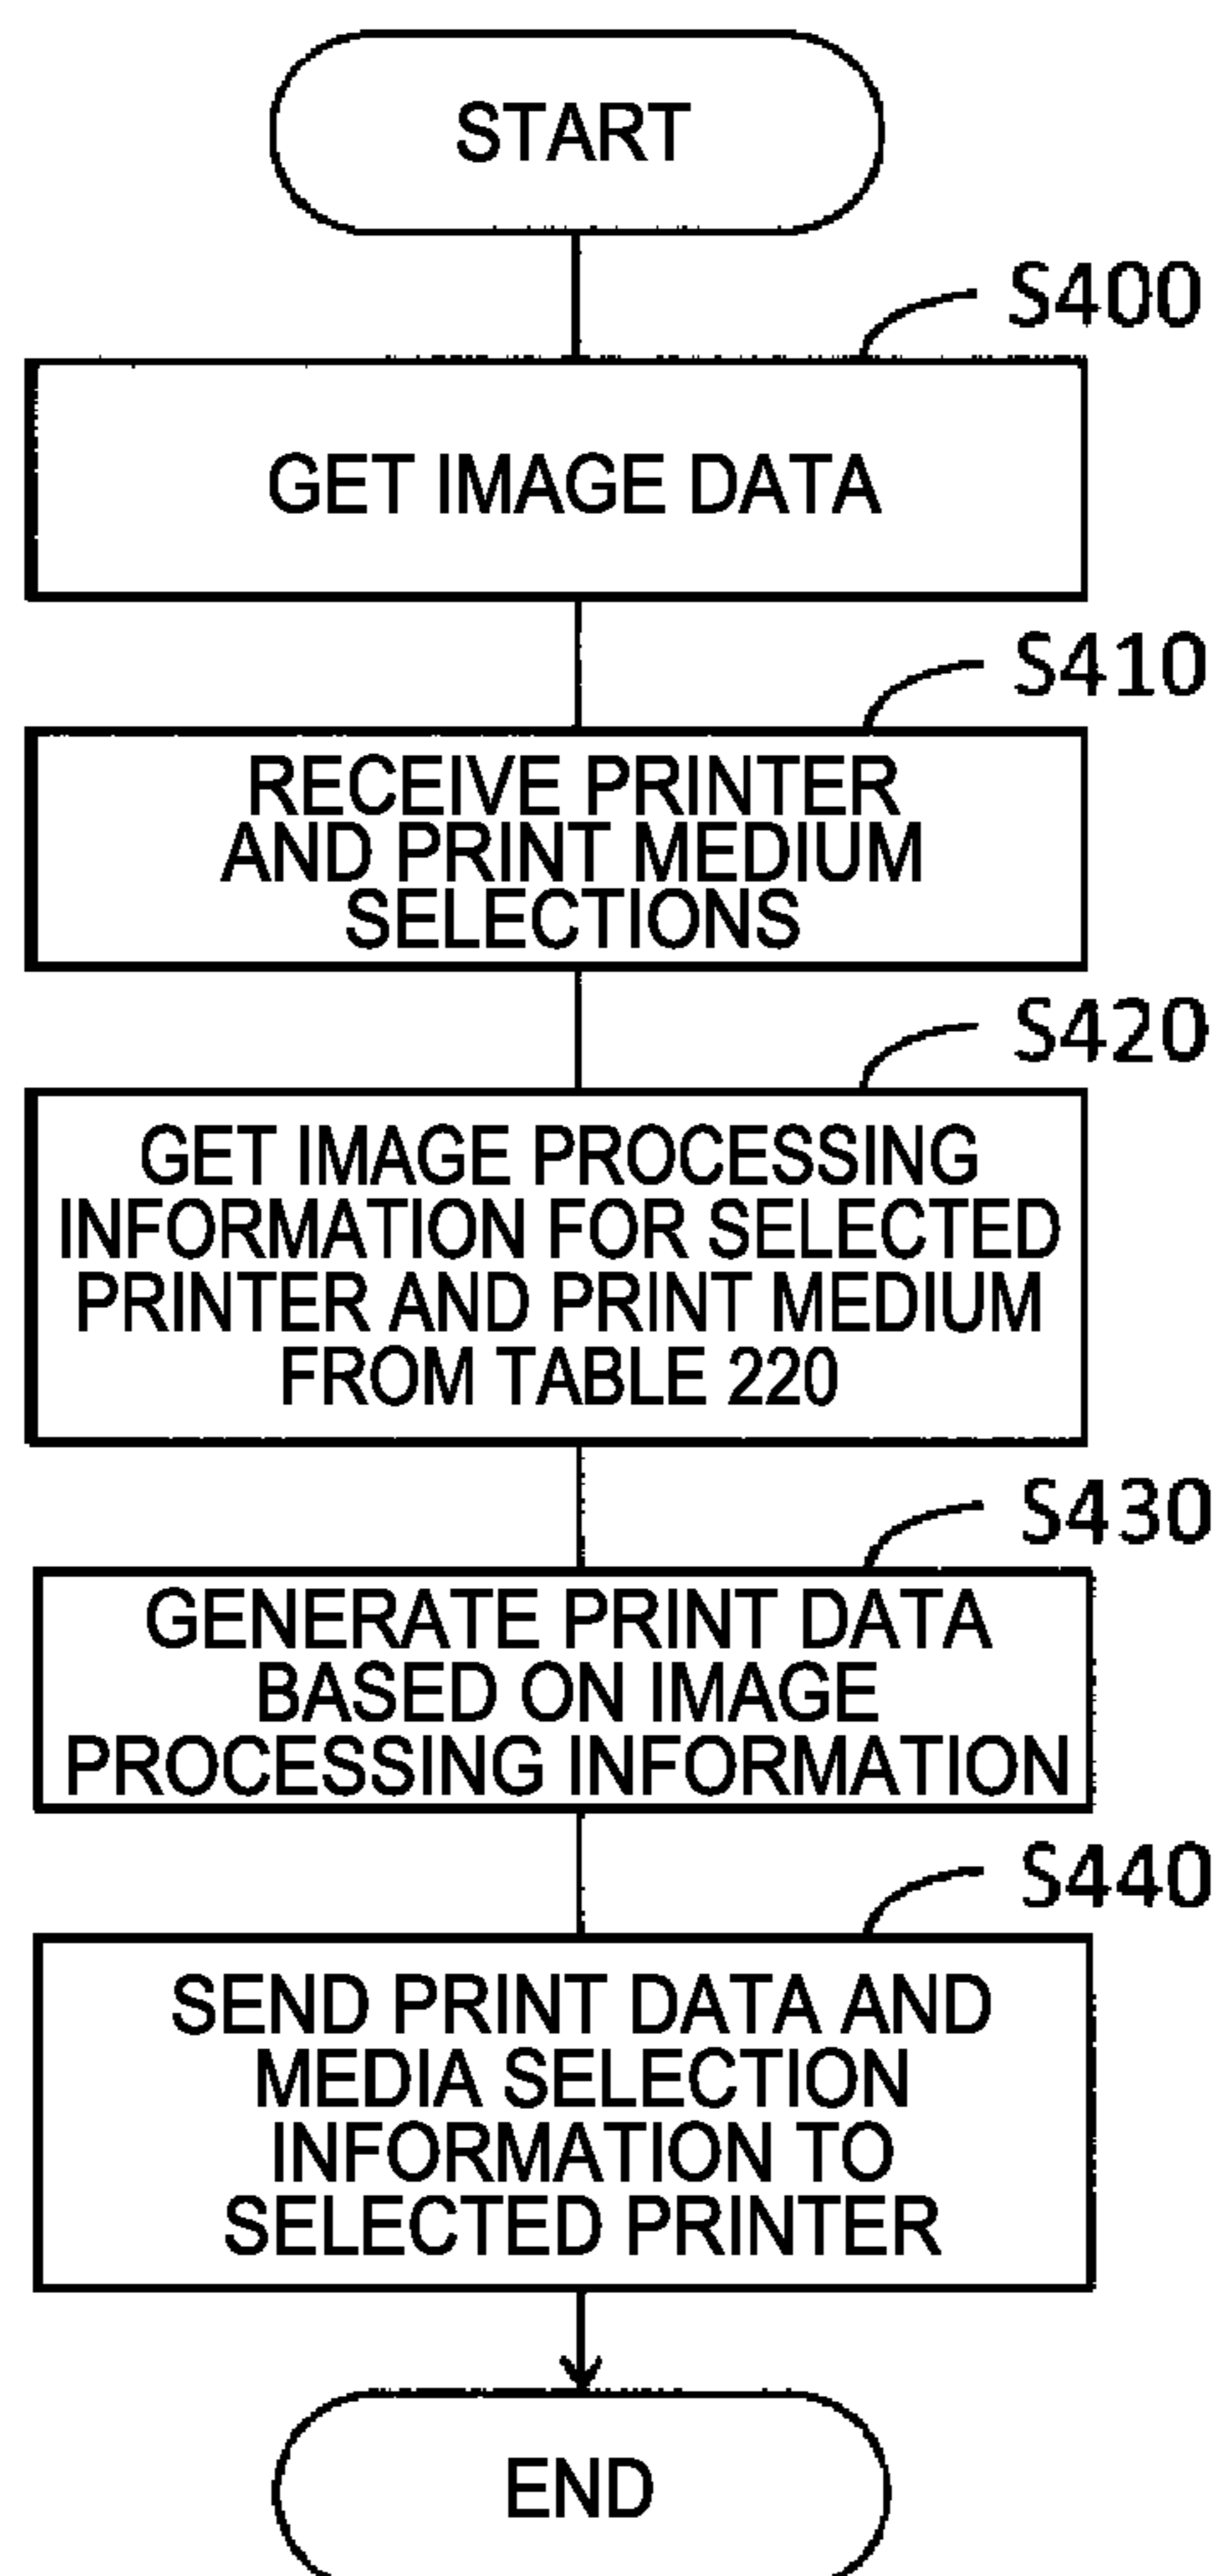 START
S400
GET IMAGE DATA
S410
RECEIVE PRINTER
AND PRINT MEDIUM
SELECTIONS
S420
GET IMAGE PROCESSING
INFORMATION FOR SELECTED
PRINTER AND PRINT MEDIUM
FROM TABLE 220
S430
GENERATE PRINT DATA
BASED ON IMAGE
PROCESSING INFORMATION
S440
SEND PRINT DATA AND
MEDIA SELECTION
INFORMATION TO
SELECTED PRINTER
END